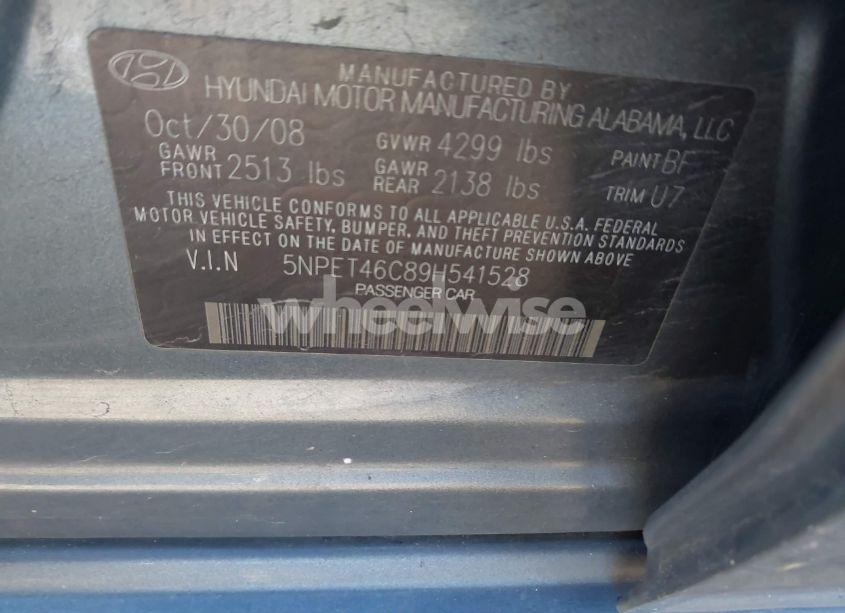 MANUFACTURED BY
HYUNDAI MOTOR MANUFACTURING ALABAMA, LLC
Oct/30/08 GVWR 4299 lbs PAINT BF
GAWR FRONT 2513 lbs GAWR REAR 2138 lbs TRIM U7
THIS VEHICLE CONFORMS TO ALL APPLICABLE U.S.A. FEDERAL
MOTOR VEHICLE SAFETY, BUMPER, AND THEFT PREVENTION STANDARDS
IN EFFECT ON THE DATE OF MANUFACTURE SHOWN ABOVE
V.I.N 5NPET46C89H541528
PASSENGER CAR
wheelwise